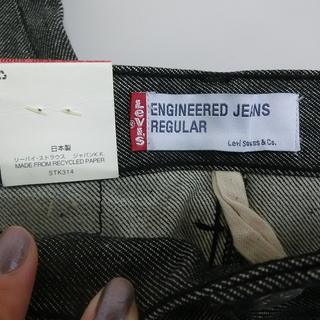 日本製
リーバイ・ストラウス ジャパンK.K.
MADE FROM RECYCLED PAPER
STK314
LEVI'S
ENGINEERED JEANS
REGULAR
Levi Strauss & Co.